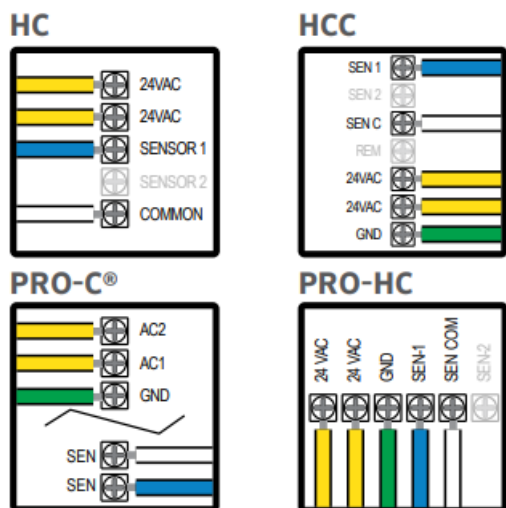 HC
24VAC
24VAC
SENSOR 1
SENSOR 2
COMMON
HCC
SEN 1
SEN 2
SEN C
REM
24VAC
24VAC
GND
PRO-C®
AC2
AC1
GND
SEN
SEN
PRO-HC
24 VAC
24 VAC
GND
SEN-1
SEN COM
SEN-2